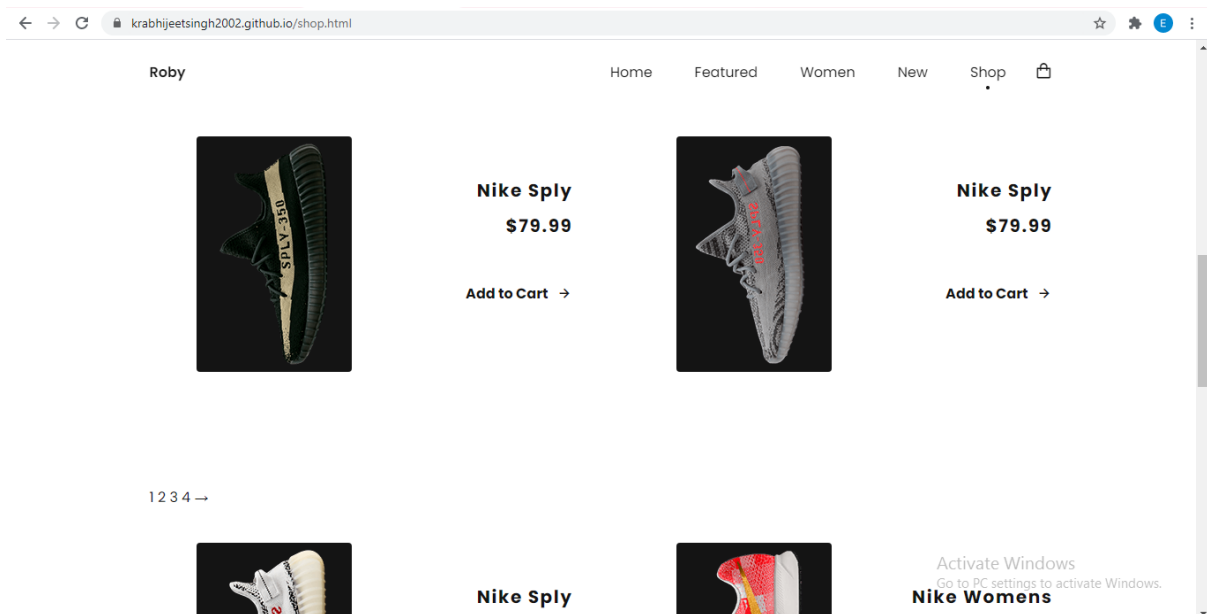 krabhijeetsingh2002.github.io/shop.html
E
Roby Home Featured Women New Shop
SPLY-350
Nike Sply
$79.99
Add to Cart →
Nike Sply
$79.99
Add to Cart →
1 2 3 4 →
Nike Sply
Nike Womens
Activate Windows
Go to PC settings to activate Windows.